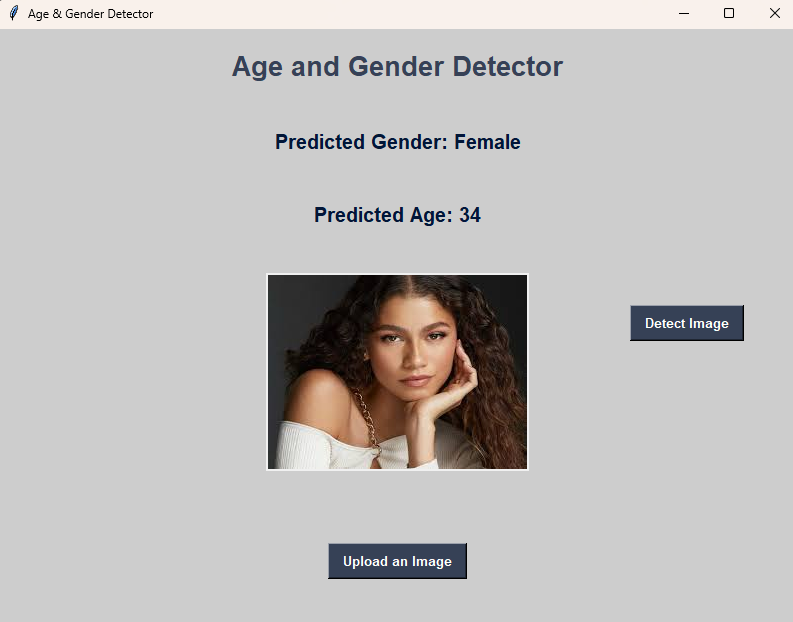 Age & Gender Detector
Age and Gender Detector
Predicted Gender: Female
Predicted Age: 34
Detect Image
Upload an Image